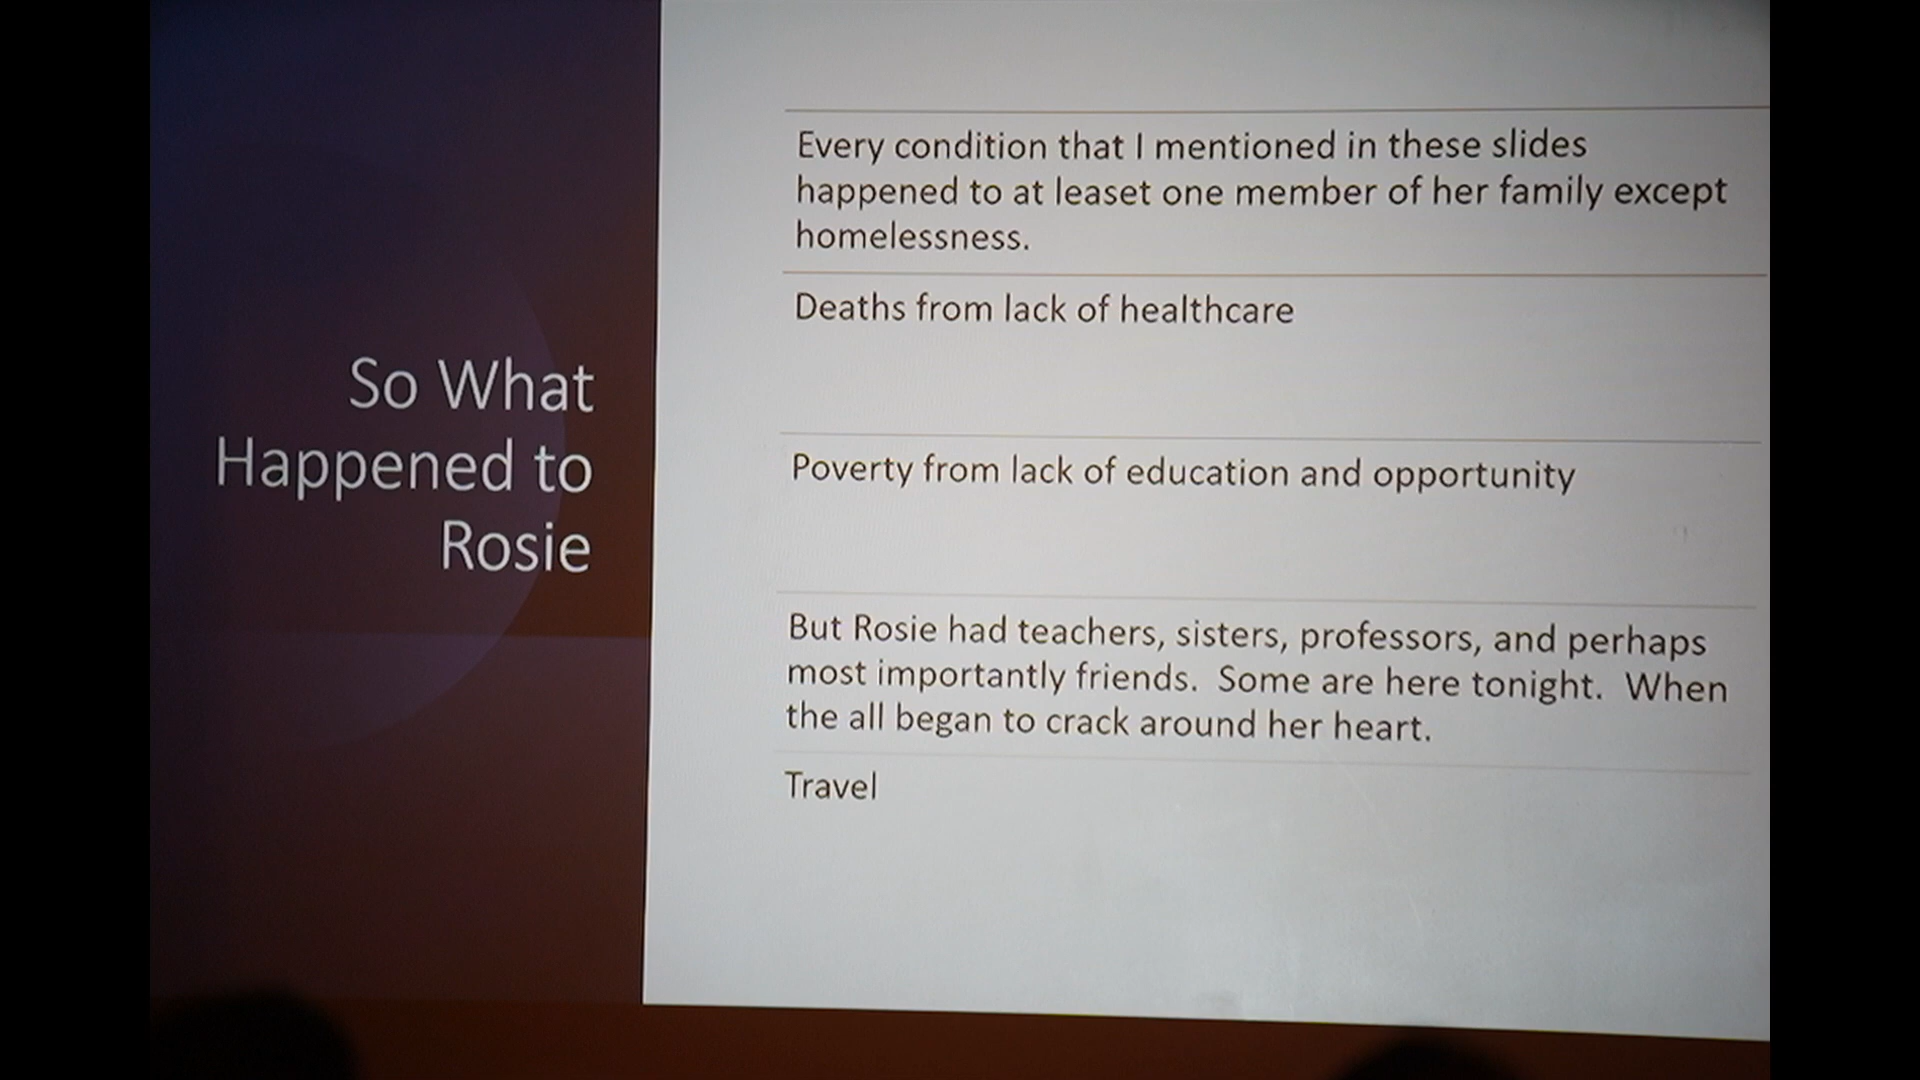 So What
Happened to
Rosie
Every condition that I mentioned in these slides
happened to at leaset one member of her family except
homelessness.
Deaths from lack of healthcare
Poverty from lack of education and opportunity
But Rosie had teachers, sisters, professors, and perhaps
most importantly friends.  Some are here tonight.  When
the all began to crack around her heart.
Travel